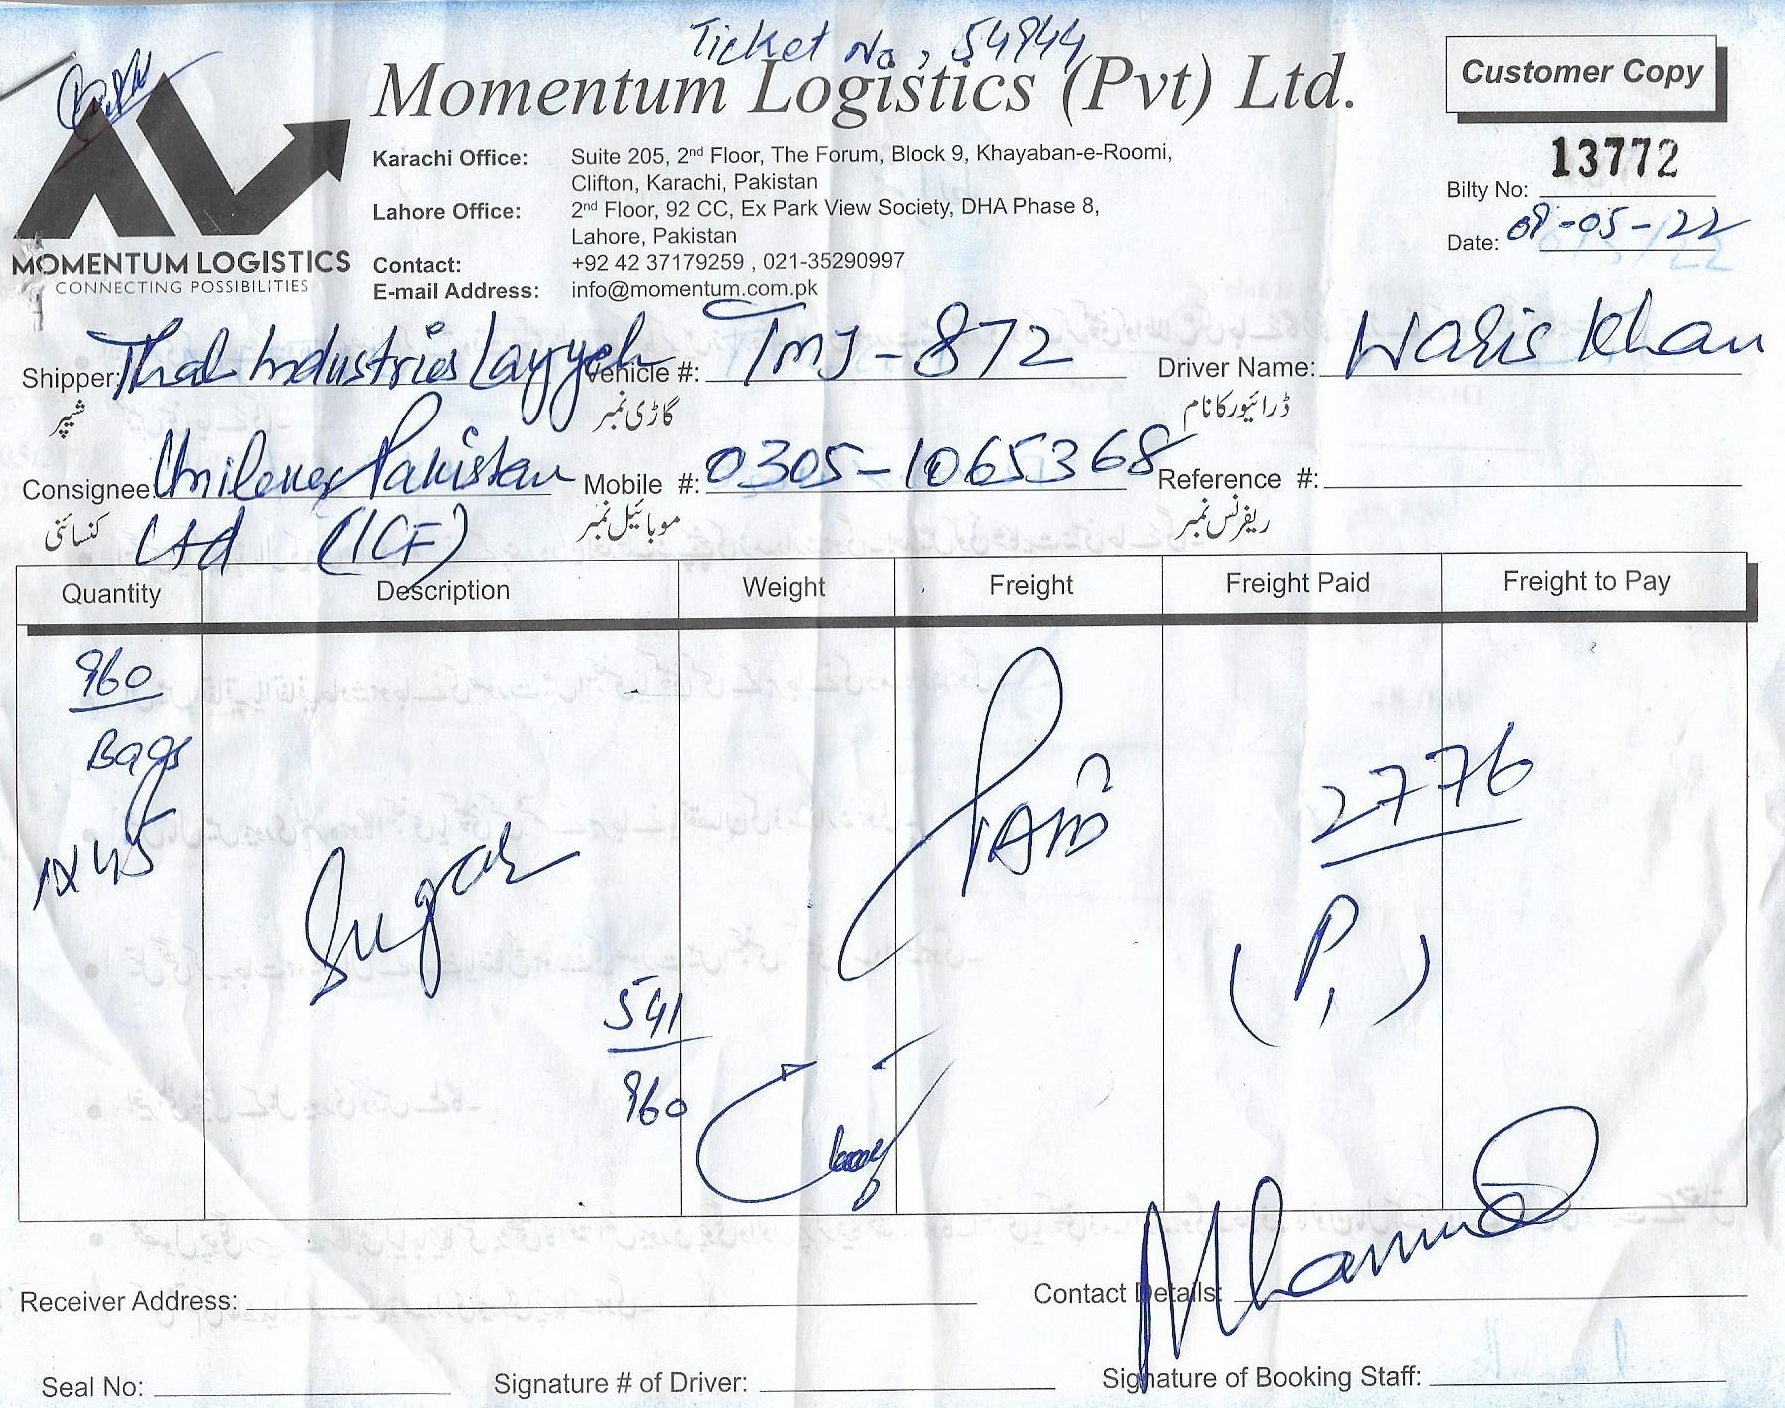 Ticket No, 54944
Momentum Logistics (Pvt) Ltd.
Customer Copy
MOMENTUM LOGISTICS
CONNECTING POSSIBILITIES
Karachi Office: Suite 205, 2nd Floor, The Forum, Block 9, Khayaban-e-Roomi,
Clifton, Karachi, Pakistan
Lahore Office: 2nd Floor, 92 CC, Ex Park View Society, DHA Phase 8,
Lahore, Pakistan
Contact: +92 42 37179259 , 021-35290997
E-mail Address: info@momentum.com.pk
Bilty No: 13772
Date: 08-05-22
Shipper: Thal Industries Layyah Vehicle #: TMJ-872 Driver Name: Waris Khan
شیپر گاڑی نمبر ڈرائیور کا نام
Consignee: Unilever Pakistan Mobile #: 0305-1065368 Reference #:
Ltd (ICF)
کنسائنی موبائیل نمبر ریفرنس نمبر
Quantity Description Weight Freight Freight Paid Freight to Pay
960
Bags
Sugar
PAID
2776
(P,)
541
960
Receiver Address: Contact Details:
Seal No: Signature # of Driver: Signature of Booking Staff: